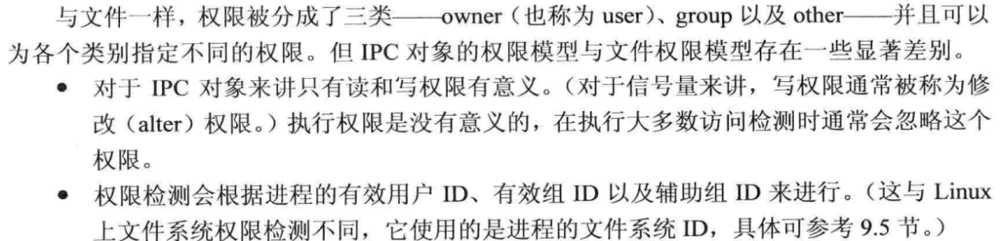 与文件一样，权限被分成了三类——owner（也称为 user）、group 以及 other——并且可以
为各个类别指定不同的权限。但 IPC 对象的权限模型与文件权限模型存在一些显著差别。
● 对于 IPC 对象来讲只有读和写权限有意义。（对于信号量来讲，写权限通常被称为修
改（alter）权限。）执行权限是没有意义的，在执行大多数访问检测时通常会忽略这个
权限。
● 权限检测会根据进程的有效用户 ID、有效组 ID 以及辅助组 ID 来进行。（这与 Linux
上文件系统权限检测不同，它使用的是进程的文件系统 ID，具体可参考 9.5 节。）